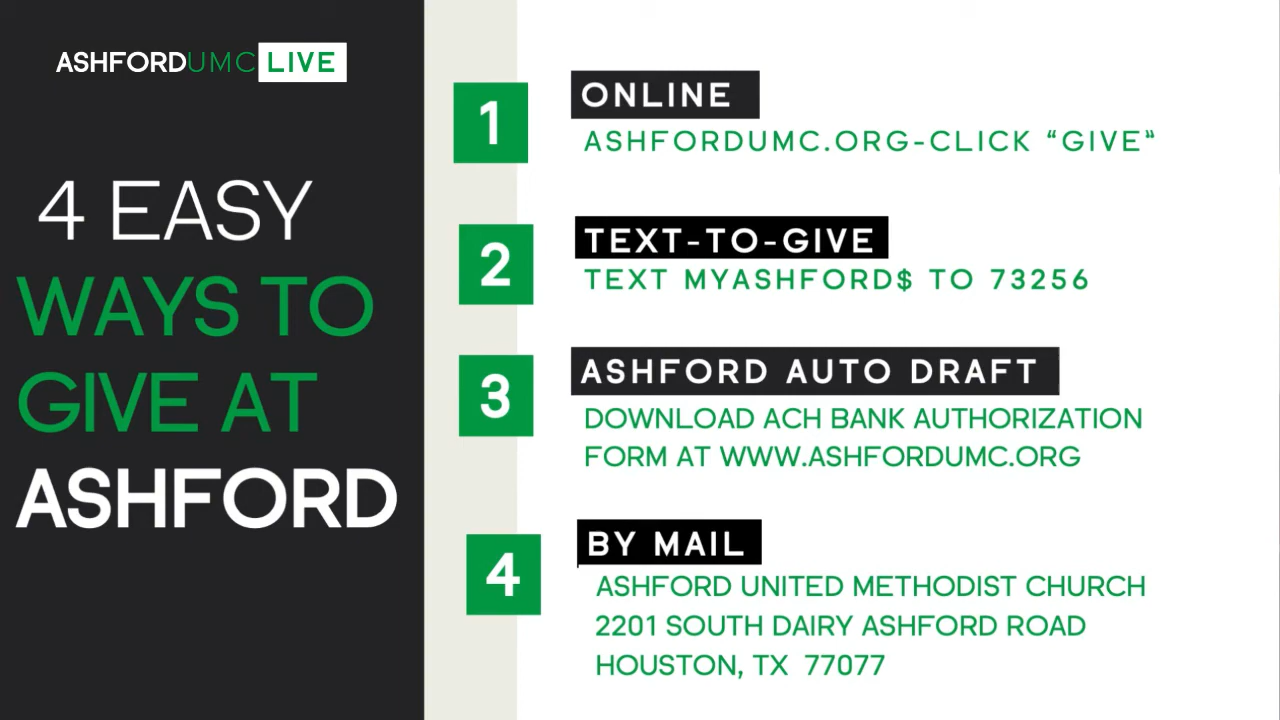 ASHFORDUMC LIVE
4 EASY
WAYS TO
GIVE AT
ASHFORD
1
ONLINE
ASHFORDUMC.ORG-CLICK “GIVE”
2
TEXT-TO-GIVE
TEXT MYASHFORD$ TO 73256
3
ASHFORD AUTO DRAFT
DOWNLOAD ACH BANK AUTHORIZATION
FORM AT WWW.ASHFORDUMC.ORG
4
BY MAIL
ASHFORD UNITED METHODIST CHURCH
2201 SOUTH DAIRY ASHFORD ROAD
HOUSTON, TX  77077